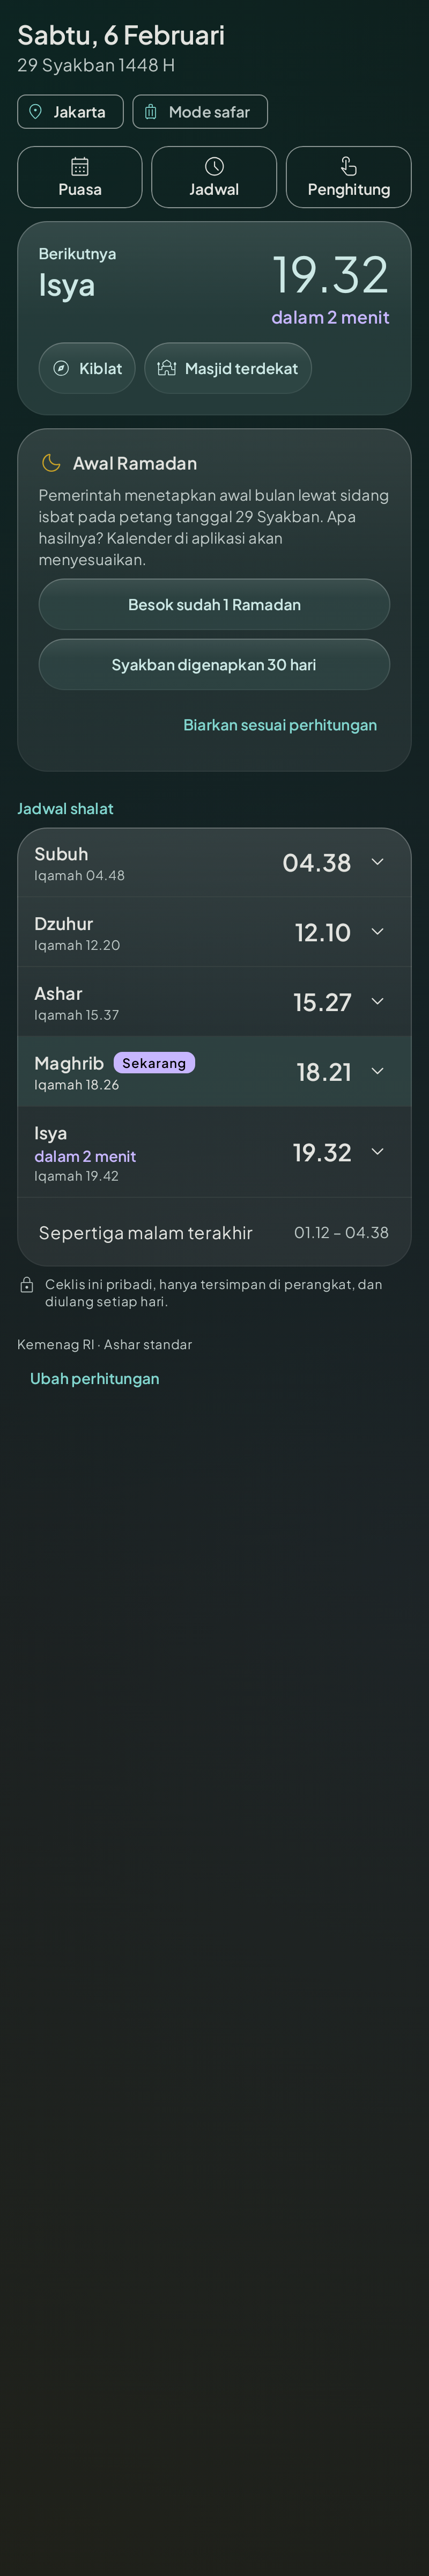 Sabtu, 6 Februari
29 Syakban 1448 H
Jakarta
Mode safar
Puasa
Jadwal
Penghitung
Berikutnya
Isya
19.32
dalam 2 menit
Kiblat
Masjid terdekat
Awal Ramadan
Pemerintah menetapkan awal bulan lewat sidang
isbat pada petang tanggal 29 Syakban. Apa
hasilnya? Kalender di aplikasi akan
menyesuaikan.
Besok sudah 1 Ramadan
Syakban digenapkan 30 hari
Biarkan sesuai perhitungan
Jadwal shalat
Subuh
Iqamah 04.48
04.38
Dzuhur
Iqamah 12.20
12.10
Ashar
Iqamah 15.37
15.27
Maghrib
Sekarang
Iqamah 18.26
18.21
Isya
dalam 2 menit
Iqamah 19.42
19.32
Sepertiga malam terakhir
01.12 – 04.38
Ceklis ini pribadi, hanya tersimpan di perangkat, dan
diulang setiap hari.
Kemenag RI · Ashar standar
Ubah perhitungan